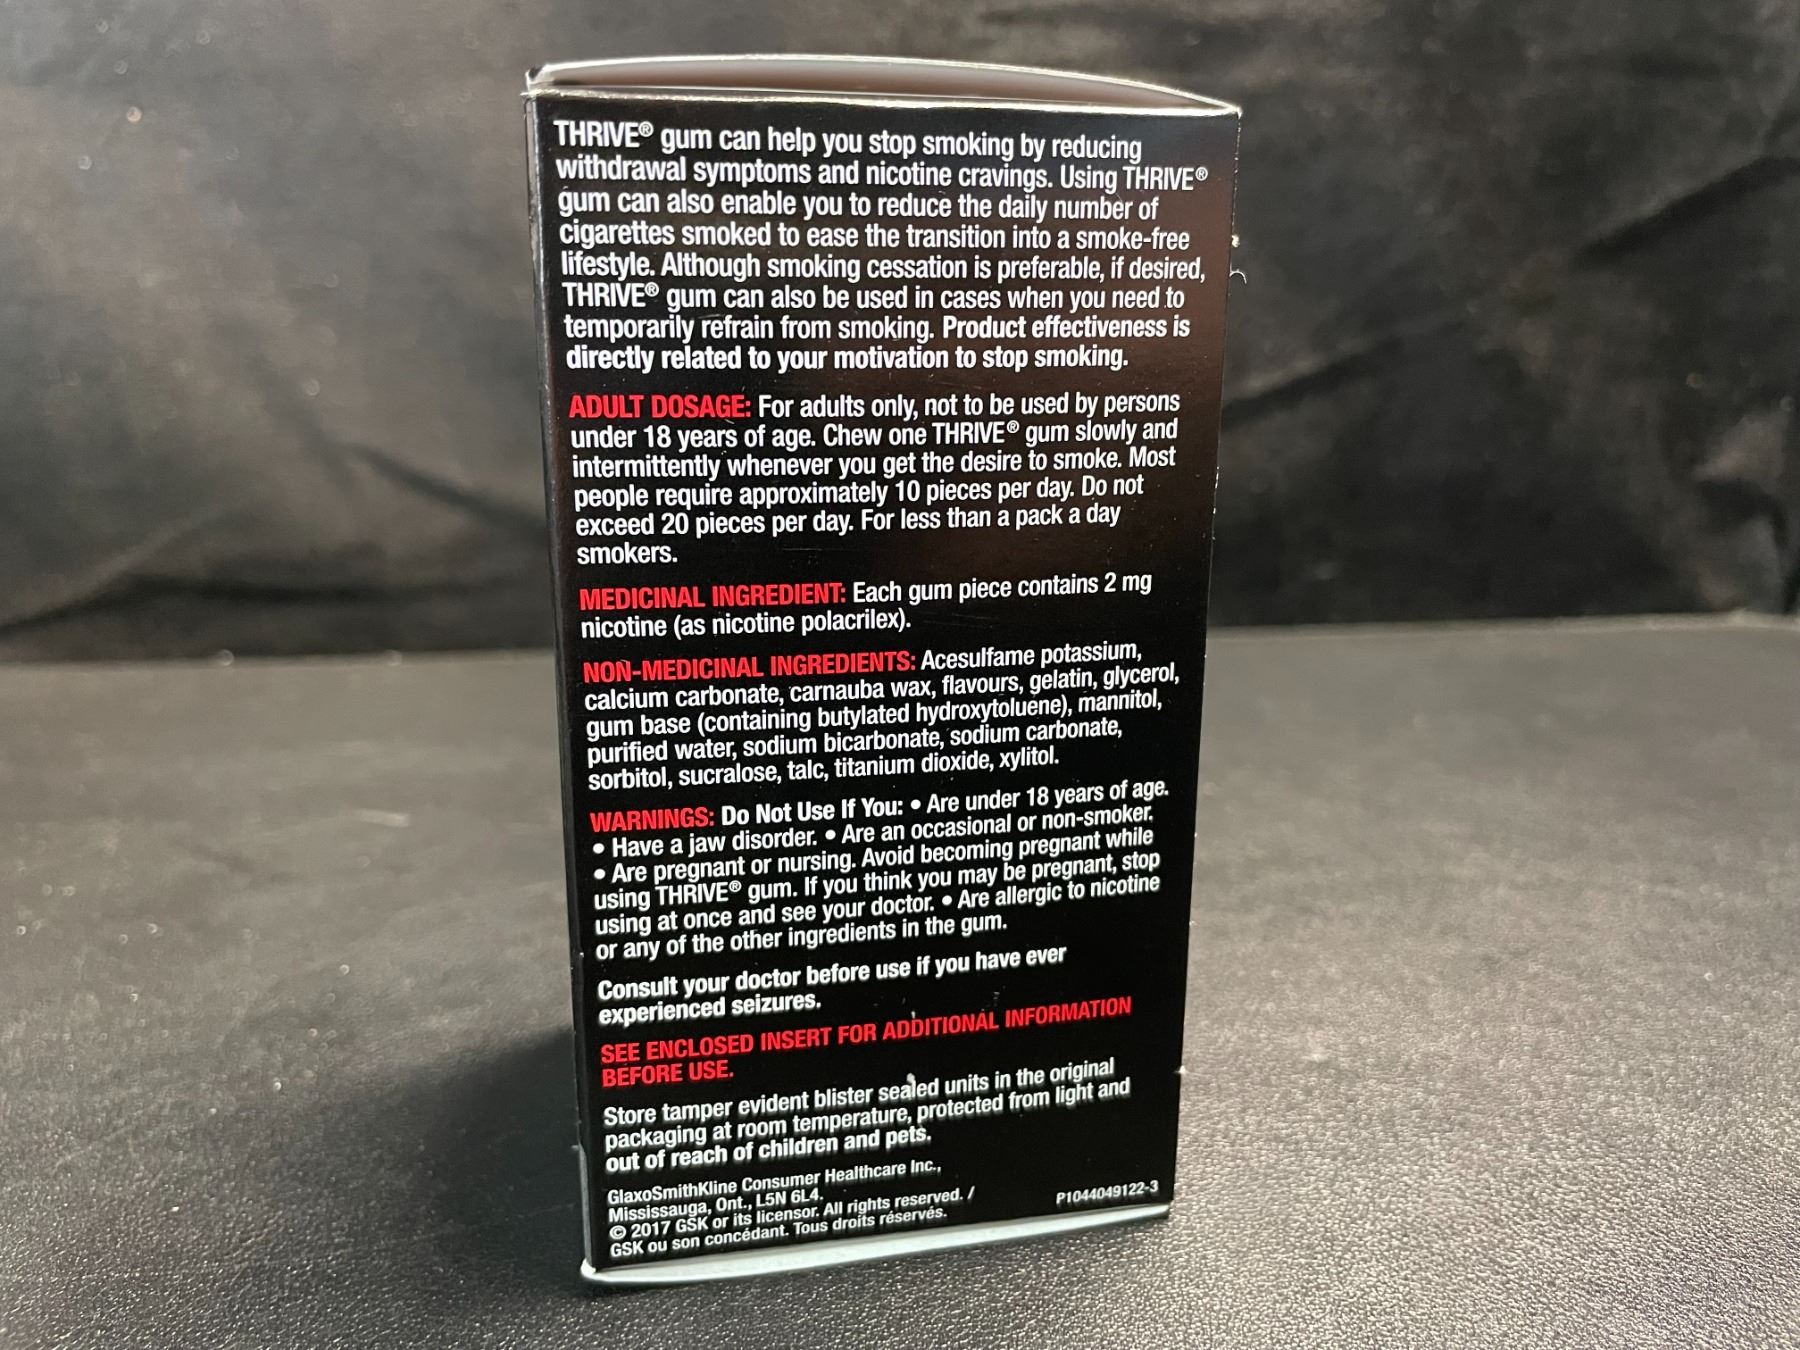 THRIVE® gum can help you stop smoking by reducing
withdrawal symptoms and nicotine cravings. Using THRIVE®
gum can also enable you to reduce the daily number of
cigarettes smoked to ease the transition into a smoke-free
lifestyle. Although smoking cessation is preferable, if desired,
THRIVE® gum can also be used in cases when you need to
temporarily refrain from smoking. Product effectiveness is
directly related to your motivation to stop smoking.
ADULT DOSAGE: For adults only, not to be used by persons
under 18 years of age. Chew one THRIVE® gum slowly and
intermittently whenever you get the desire to smoke. Most
people require approximately 10 pieces per day. Do not
exceed 20 pieces per day. For less than a pack a day
smokers.
MEDICINAL INGREDIENT: Each gum piece contains 2 mg
nicotine (as nicotine polacrilex).
NON-MEDICINAL INGREDIENTS: Acesulfame potassium,
calcium carbonate, carnauba wax, flavours, gelatin, glycerol,
gum base (containing butylated hydroxytoluene), mannitol,
purified water, sodium bicarbonate, sodium carbonate,
sorbitol, sucralose, talc, titanium dioxide, xylitol.
WARNINGS: Do Not Use If You: • Are under 18 years of age.
• Have a jaw disorder. • Are an occasional or non-smoker.
• Are pregnant or nursing. Avoid becoming pregnant while
using THRIVE® gum. If you think you may be pregnant, stop
using at once and see your doctor. • Are allergic to nicotine
or any of the other ingredients in the gum.
Consult your doctor before use if you have ever
experienced seizures.
SEE ENCLOSED INSERT FOR ADDITIONAL INFORMATION
BEFORE USE.
Store tamper evident blister sealed units in the original
packaging at room temperature, protected from light and
out of reach of children and pets.
GlaxoSmithKline Consumer Healthcare Inc.,
Mississauga, Ont., L5N 6L4.
© 2017 GSK or its licensor. All rights reserved. /
GSK ou son concédant. Tous droits réservés.
P1044049122-3